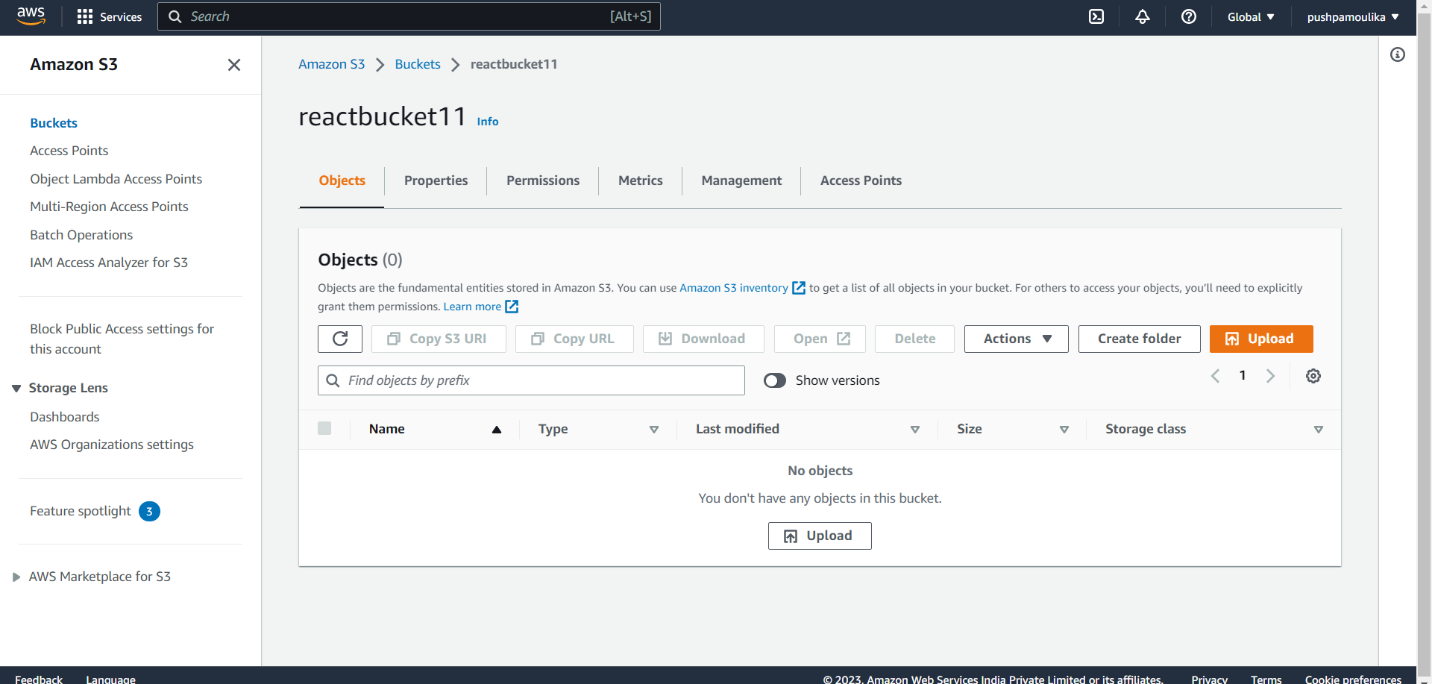 aws
Services
Search [Alt+S]
Global
pushpamoulika
Amazon S3
Buckets
Access Points
Object Lambda Access Points
Multi-Region Access Points
Batch Operations
IAM Access Analyzer for S3
Block Public Access settings for
this account
Storage Lens
Dashboards
AWS Organizations settings
Feature spotlight 3
AWS Marketplace for S3
Amazon S3 > Buckets > reactbucket11
reactbucket11 Info
Objects Properties Permissions Metrics Management Access Points
Objects (0)
Objects are the fundamental entities stored in Amazon S3. You can use Amazon S3 inventory to get a list of all objects in your bucket. For others to access your objects, you'll need to explicitly
grant them permissions. Learn more
Copy S3 URI Copy URL Download Open Delete Actions Create folder Upload
Find objects by prefix Show versions 1
Name Type Last modified Size Storage class
No objects
You don't have any objects in this bucket.
Upload
Feedback Language © 2023, Amazon Web Services India Private Limited or its affiliates. Privacy Terms Cookie preferences